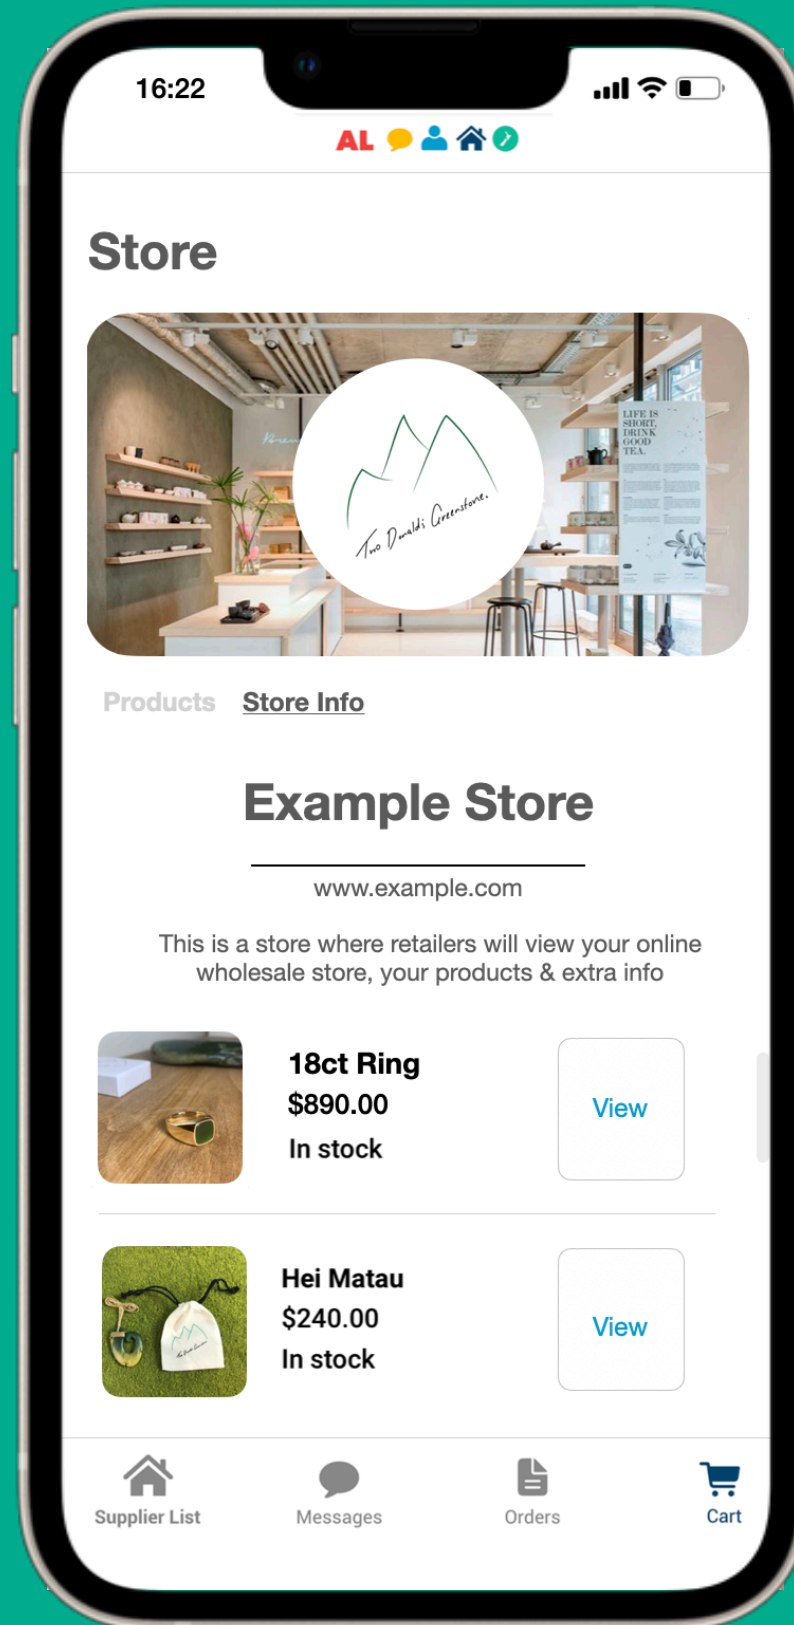 16:22
AL
Store
LIFE IS
SHORT,
DRINK
GOOD
TEA.
Two Donalds Greenstone.
Products Store Info
Example Store
www.example.com
This is a store where retailers will view your online
wholesale store, your products & extra info
18ct Ring
$890.00
In stock
View
Hei Matau
$240.00
In stock
View
Supplier List Messages Orders Cart